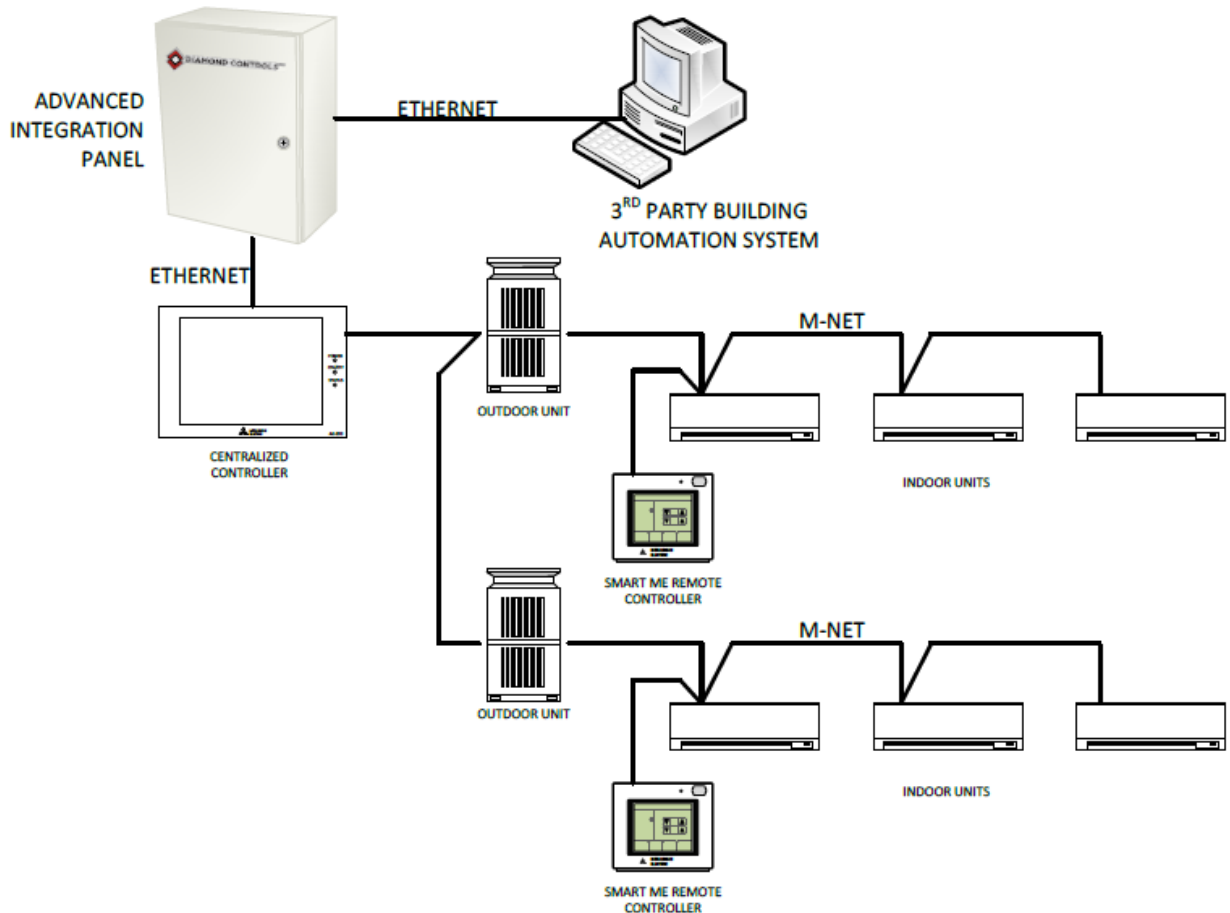 DIAMOND CONTROLS
ADVANCED
INTEGRATION
PANEL
ETHERNET
3RD PARTY BUILDING
AUTOMATION SYSTEM
ETHERNET
CENTRALIZED
CONTROLLER
OUTDOOR UNIT
M-NET
INDOOR UNITS
SMART ME REMOTE
CONTROLLER
OUTDOOR UNIT
M-NET
INDOOR UNITS
SMART ME REMOTE
CONTROLLER